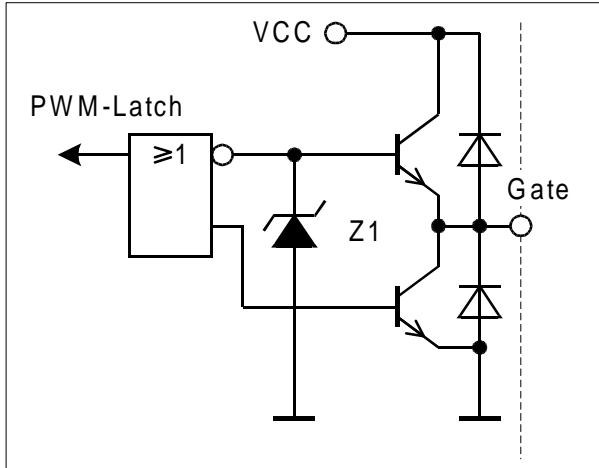 VCC
PWM-Latch
⩾1
Gate
Z1